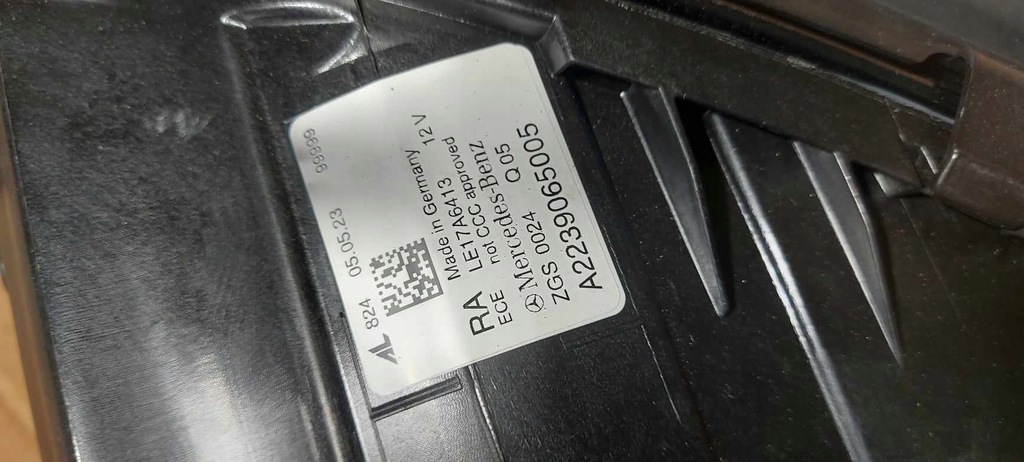 AL 824 05.05.23 99999
Made in Germany 12 V
RA LE17A6413
ECE not CCC approved
Mercedes-Benz
ZGS 0024 Q 05
A2239065005